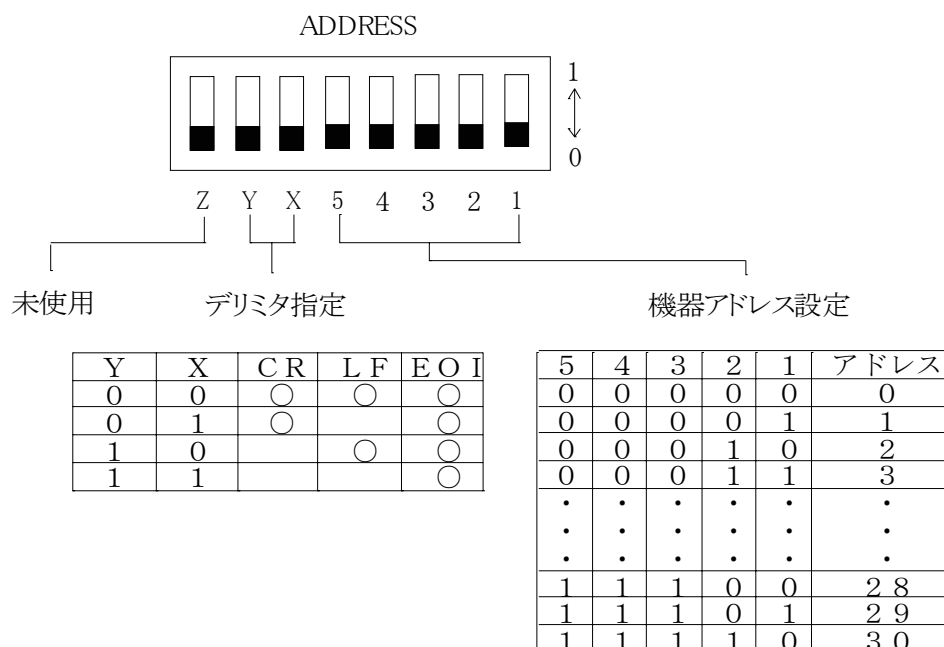 ADDRESS
1
0
Z Y X 5 4 3 2 1
未使用 デリミタ指定 機器アドレス設定
Y X CR LF EOI
0 0 ○ ○ ○
0 1 ○ ○
1 0 ○ ○
1 1 ○
5 4 3 2 1 アドレス
0 0 0 0 0 0
0 0 0 0 1 1
0 0 0 1 0 2
0 0 0 1 1 3
・ ・ ・ ・ ・ ・
・ ・ ・ ・ ・ ・
・ ・ ・ ・ ・ ・
1 1 1 0 0 28
1 1 1 0 1 29
1 1 1 1 0 30